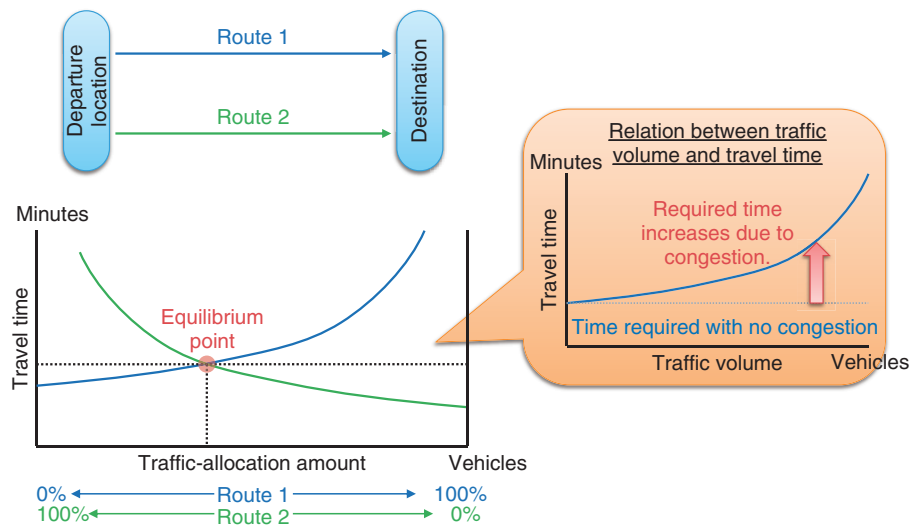 Departure
location
Route 1
Route 2
Destination
Relation between traffic
volume and travel time
Minutes
Travel time
Required time
increases due to
congestion.
Time required with no congestion
Traffic volume
Vehicles
Minutes
Travel time
Equilibrium
point
Traffic-allocation amount
Vehicles
0% Route 1 100%
100% Route 2 0%